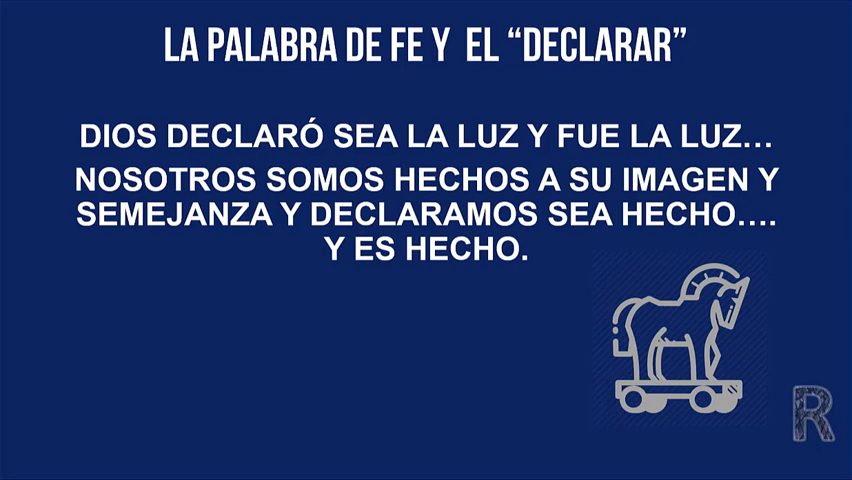 LA PALABRA DE FE Y EL “DECLARAR”
DIOS DECLARÓ SEA LA LUZ Y FUE LA LUZ...
NOSOTROS SOMOS HECHOS A SU IMAGEN Y
SEMEJANZA Y DECLARAMOS SEA HECHO....
Y ES HECHO.
R